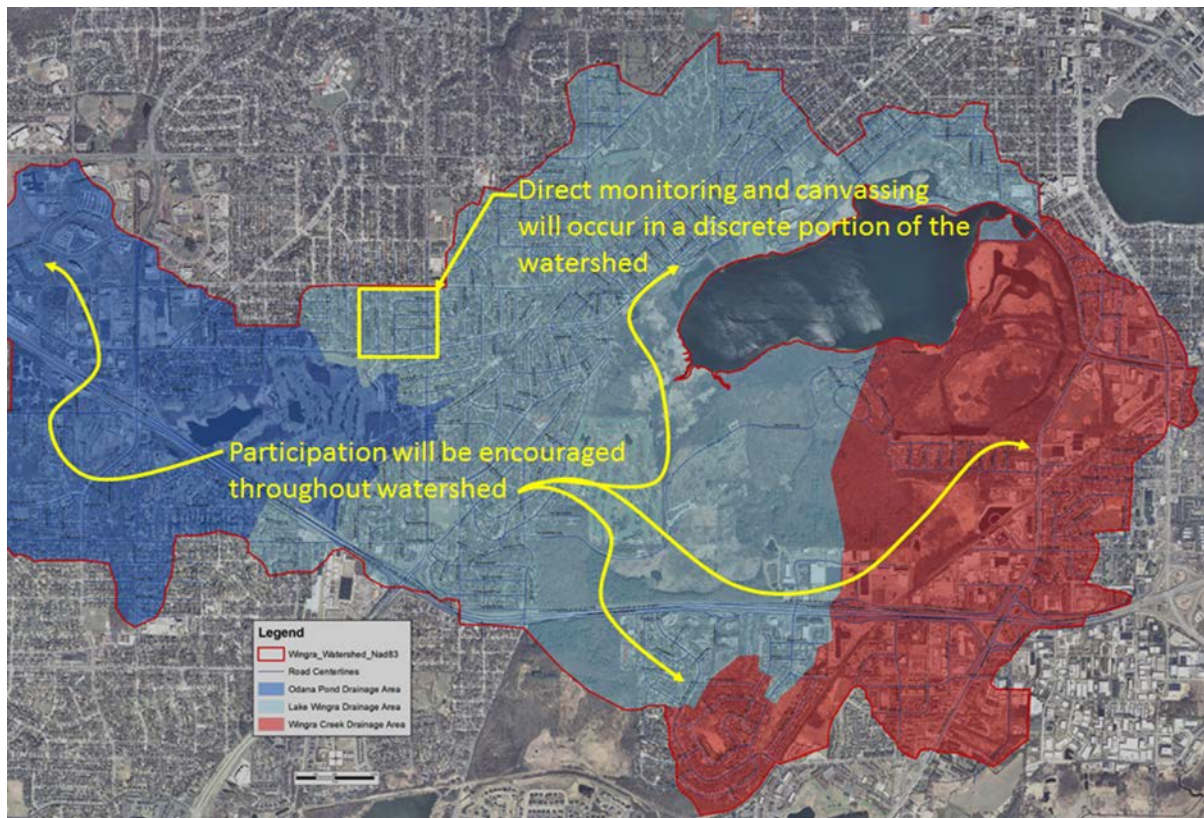 Direct monitoring and canvassing
will occur in a discrete portion of the
watershed
Participation will be encouraged
throughout watershed
Legend
Wingra_Watershed_Nad83
Road Centerlines
Odana Pond Drainage Area
Lake Wingra Drainage Area
Wingra Creek Drainage Area